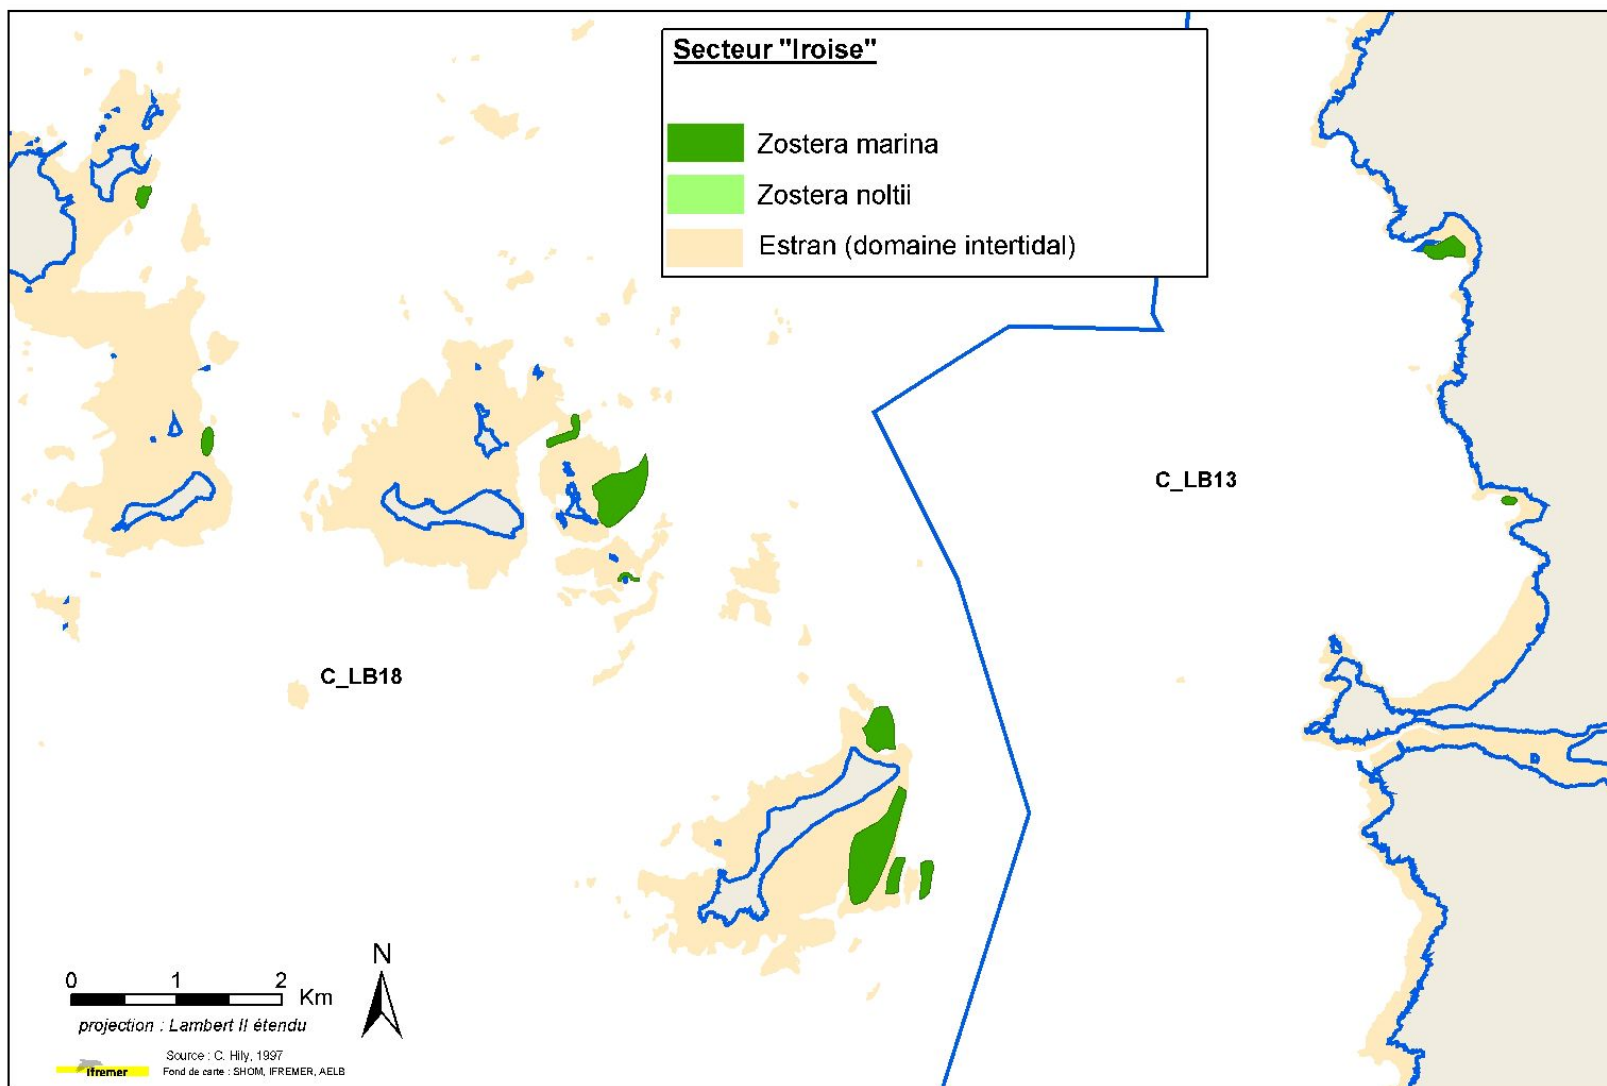 Secteur "Iroise"
Zostera marina
Zostera noltii
Estran (domaine intertidal)
C_LB13
C_LB18
N
0 1 2
Km
projection : Lambert II étendu
Source : C. Hily, 1997
Fond de carte : SHOM, IFREMER, AELB
Ifremer